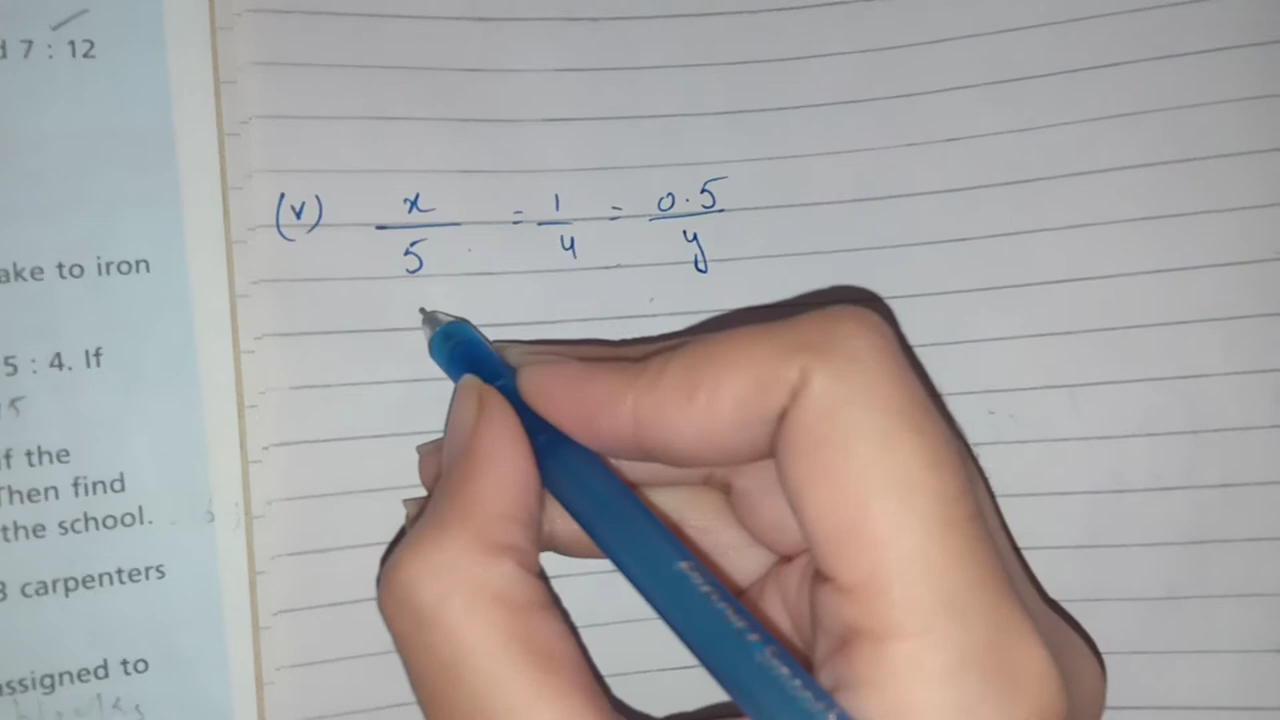 7 : 12
ake to iron
5 : 4. If
15
f the
Then find
the school.
3 carpenters
ssigned to
(v) x/5 = 1/4 = 0.5/y